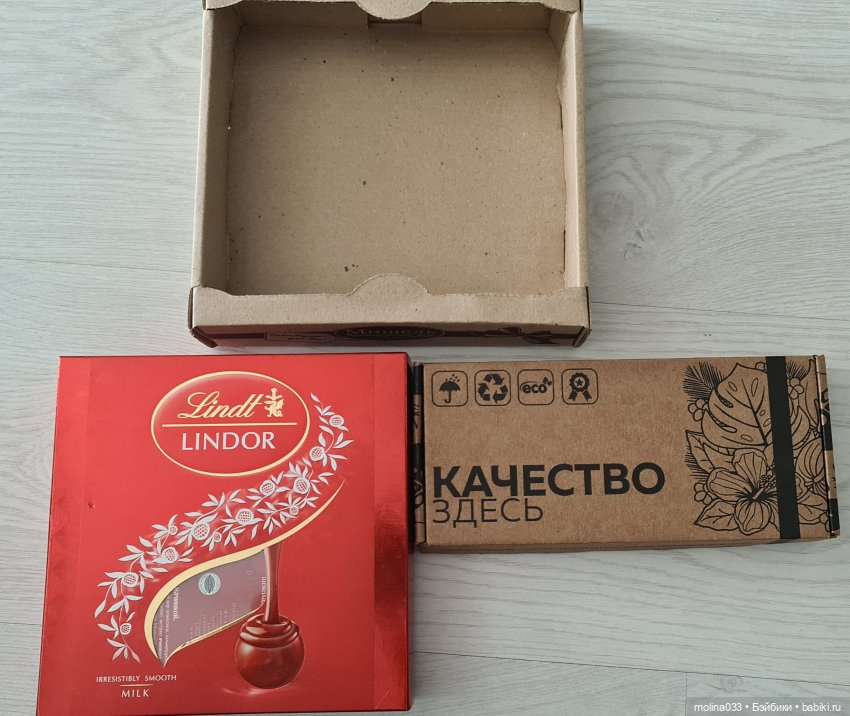 Lindt
LINDOR
IRRESISTIBLY SMOOTH
MILK
eco
КАЧЕСТВО
ЗДЕСЬ
molina033 • Бэйбики • babiki.ru